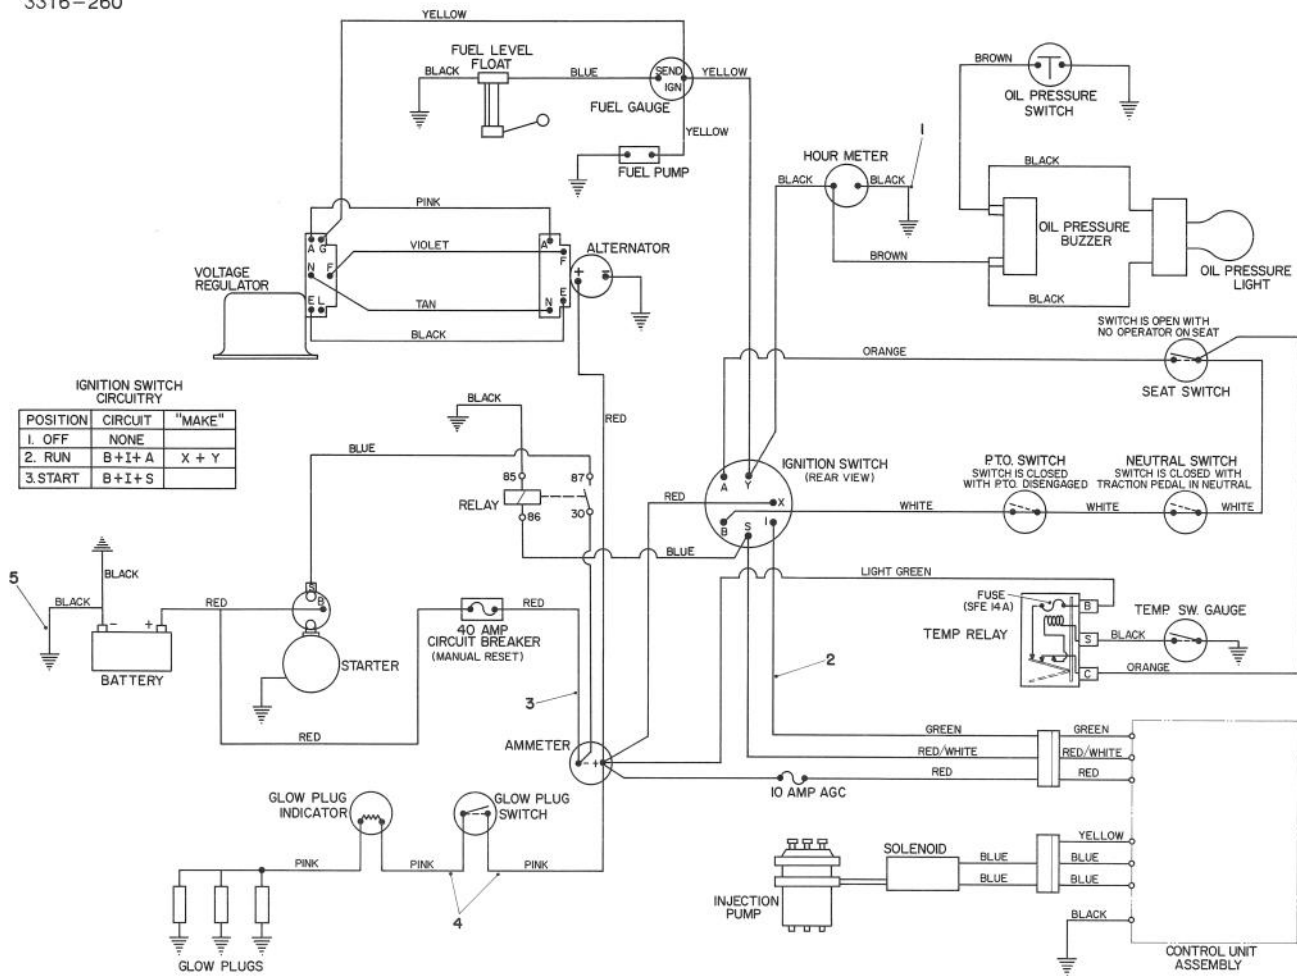 3316-260
YELLOW
FUEL LEVEL
FLOAT
BLACK
BLUE
SEND
IGN
YELLOW
FUEL GAUGE
YELLOW
FUEL PUMP
BROWN
OIL PRESSURE
SWITCH
1
HOUR METER
BLACK
BLACK
BLACK
OIL PRESSURE
BUZZER
BROWN
BLACK
OIL PRESSURE
LIGHT
PINK
A G
VIOLET
N F
TAN
E L
BLACK
VOLTAGE
REGULATOR
A
F
E
N
ALTERNATOR
+ -
SWITCH IS OPEN WITH
NO OPERATOR ON SEAT
ORANGE
SEAT SWITCH
IGNITION SWITCH
CIRCUITRY
POSITION CIRCUIT "MAKE"
1. OFF NONE
2. RUN B+I+A X+Y
3. START B+I+S
BLACK
RED
BLUE
85
87
RELAY
86
30
IGNITION SWITCH
(REAR VIEW)
A Y
RED
X
B S I
BLUE
P.T.O. SWITCH
SWITCH IS CLOSED
WITH P.T.O. DISENGAGED
NEUTRAL SWITCH
SWITCH IS CLOSED WITH
TRACTION PEDAL IN NEUTRAL
WHITE
WHITE
WHITE
5
BLACK
BLACK
- +
BATTERY
RED
S
B
STARTER
40 AMP
CIRCUIT BREAKER
(MANUAL RESET)
RED
3
RED
LIGHT GREEN
FUSE
(SFE 14A)
TEMP RELAY
B
S
C
BLACK
TEMP SW. GAUGE
ORANGE
2
AMMETER
- +
GREEN
GREEN
RED/WHITE
RED/WHITE
RED
RED
10 AMP AGC
GLOW PLUG
INDICATOR
GLOW PLUG
SWITCH
PINK
PINK
PINK
4
GLOW PLUGS
INJECTION
PUMP
SOLENOID
YELLOW
BLUE
BLUE
BLUE
BLUE
BLACK
CONTROL UNIT
ASSEMBLY